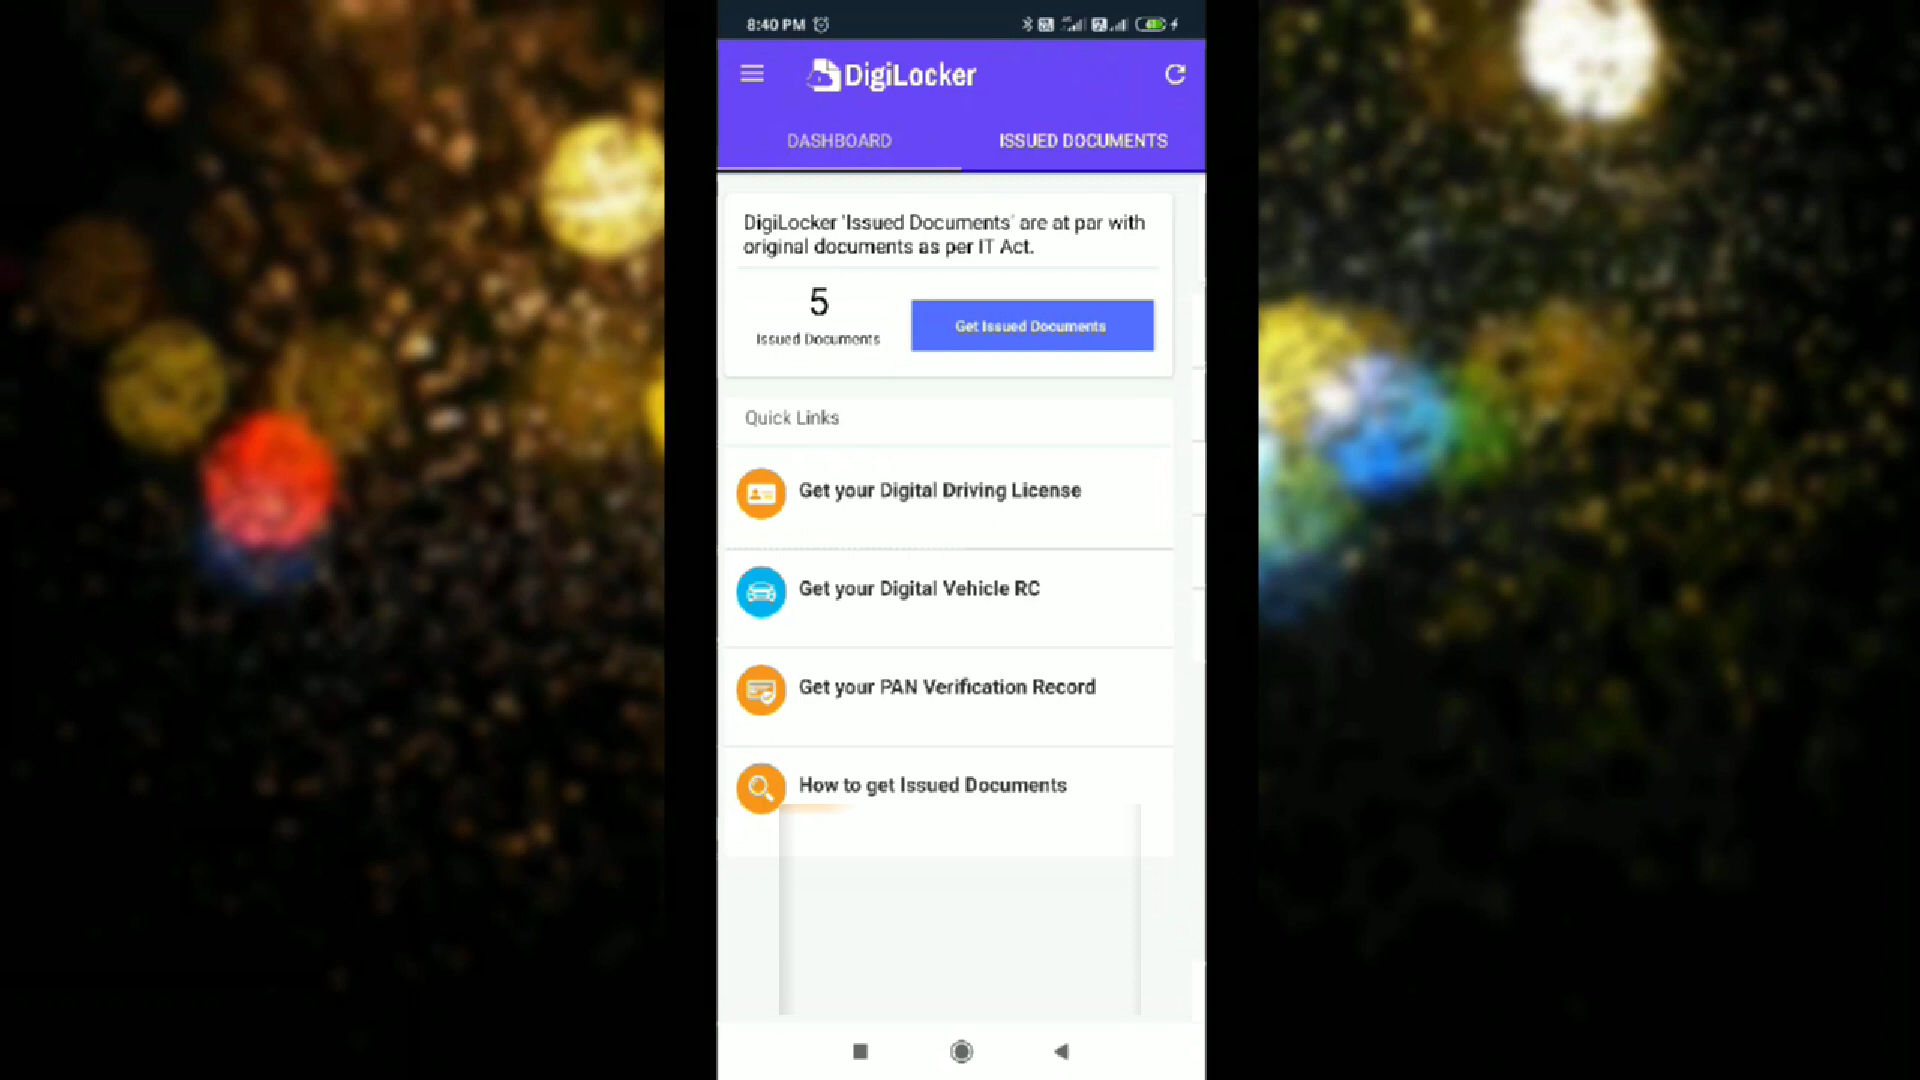 8:40 PM
DigiLocker
DASHBOARD
ISSUED DOCUMENTS
DigiLocker 'Issued Documents' are at par with
original documents as per IT Act.
5
Issued Documents
Get Issued Documents
Quick Links
Get your Digital Driving License
Get your Digital Vehicle RC
Get your PAN Verification Record
How to get Issued Documents